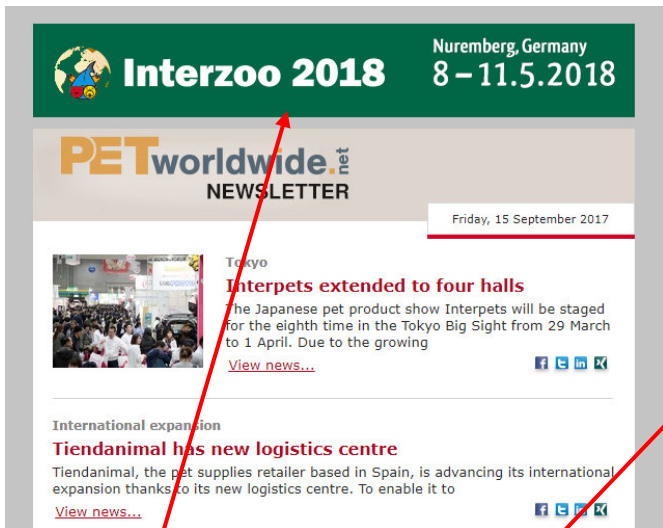 Interzoo 2018
Nuremberg, Germany
8 – 11.5.2018
PETworldwide.net
NEWSLETTER
Friday, 15 September 2017
Tokyo
Interpets extended to four halls
The Japanese pet product show Interpets will be staged
for the eighth time in the Tokyo Big Sight from 29 March
to 1 April. Due to the growing
View news...
International expansion
Tiendanimal has new logistics centre
Tiendanimal, the pet supplies retailer based in Spain, is advancing its international
expansion thanks to its new logistics centre. To enable it to
View news...